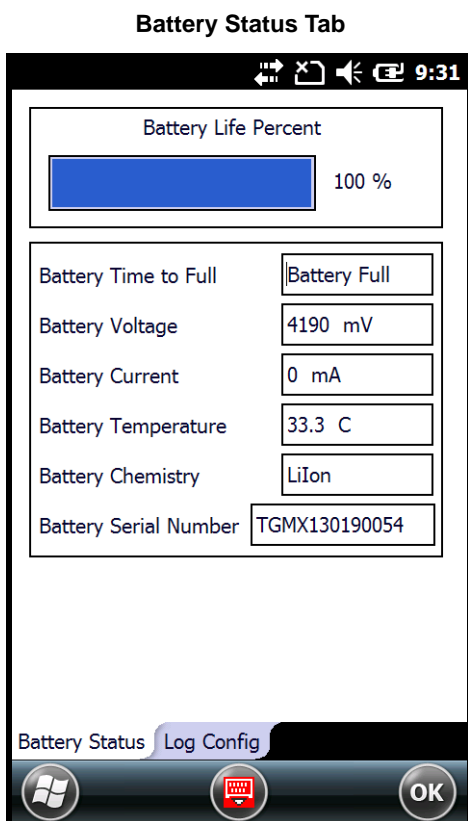 Battery Status Tab
9:31
Battery Life Percent
100 %
Battery Time to Full Battery Full
Battery Voltage 4190 mV
Battery Current 0 mA
Battery Temperature 33.3 C
Battery Chemistry LiIon
Battery Serial Number TGMX130190054
Battery Status Log Config
OK